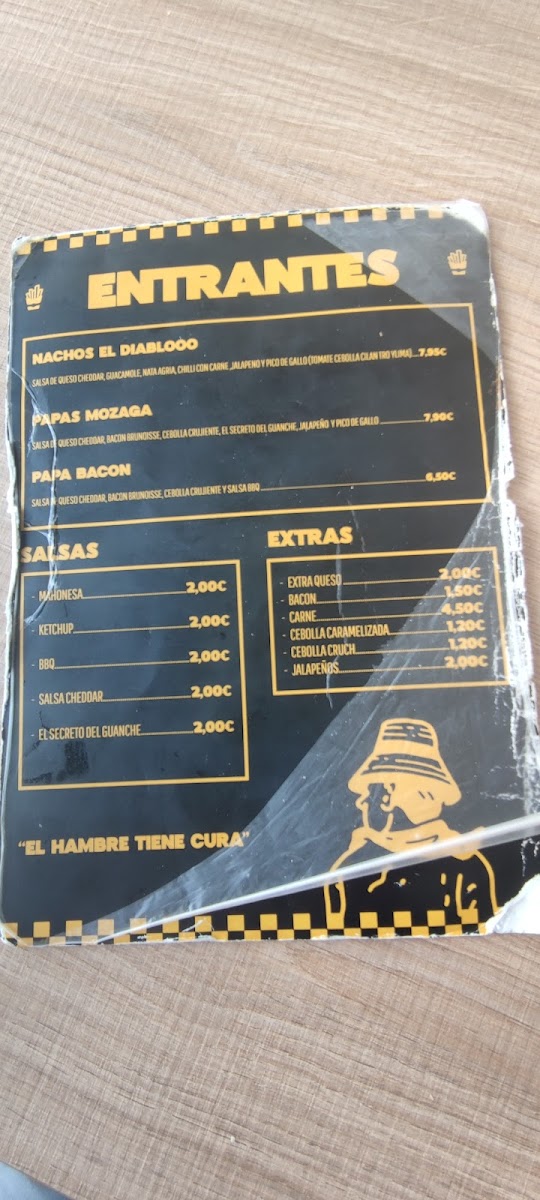 ENTRANTES
NACHOS EL DIABLOOO
SALSA DE QUESO CHEDDAR, GUACAMOLE, NATA AGRIA, CHILLI CON CARNE, JALAPENO Y PICO DE GALLO (TOMATE CEBOLLA CILAN TRO YLIMA)...7,95€
PAPAS MOZAGA
SALSA DE QUESO CHEDDAR, BACON BRUNOISSE, CEBOLLA CRUJIENTE, EL SECRETO DEL GUANCHE, JALAPEÑO Y PICO DE GALLO ...................7,90€
PAPA BACON
SALSA DE QUESO CHEDDAR, BACON BRUNOISSE, CEBOLLA CRUJIENTE Y SALSA BBQ ...................6,50€
SALSAS
- MAHONESA...................2,00€
- KETCHUP...................2,00€
- BBQ...................2,00€
- SALSA CHEDDAR...................2,00€
- EL SECRETO DEL GUANCHE...................2,00€
EXTRAS
- EXTRA QUESO...................2,00€
- BACON...................1,50€
- CARNE...................4,50€
- CEBOLLA CARAMELIZADA...................1,20€
- CEBOLLA CRUCH...................1,20€
- JALAPEÑOS...................2,00€
“EL HAMBRE TIENE CURA”